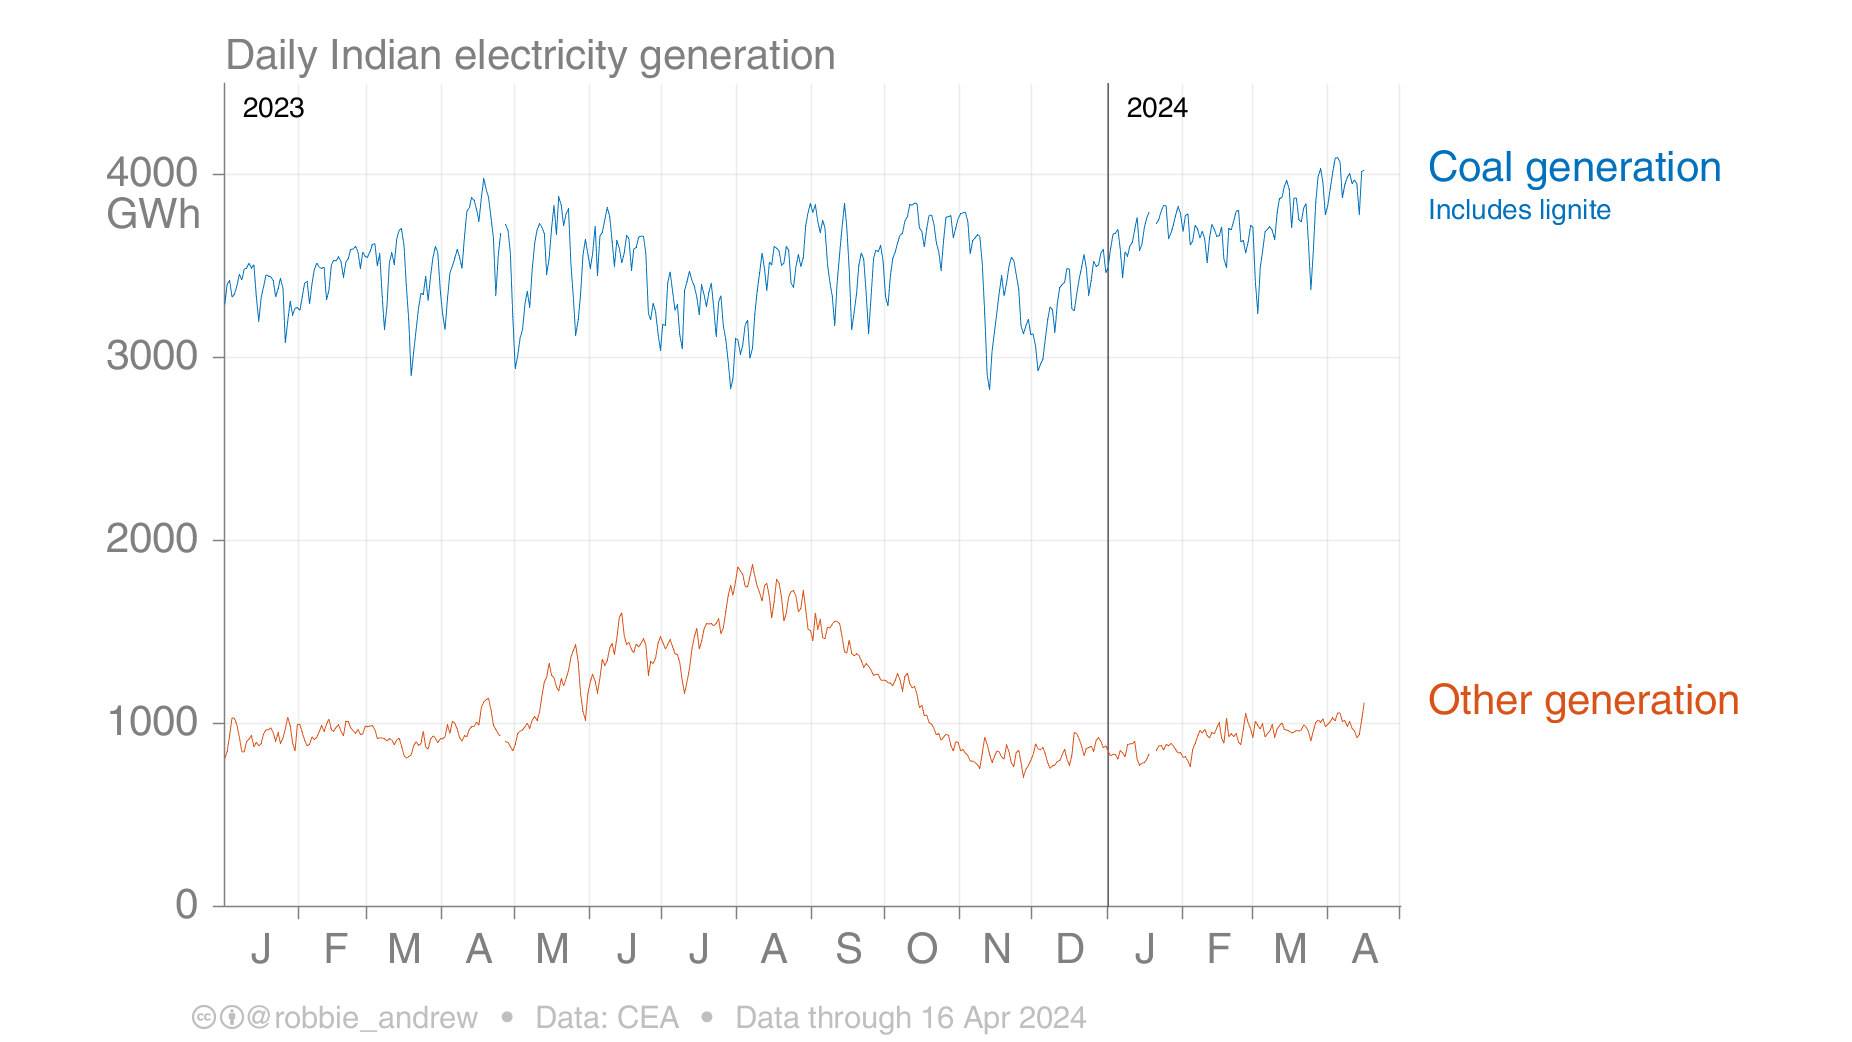 Daily Indian electricity generation
2023
2024
4000
GWh
3000
2000
1000
0
Coal generation
Includes lignite
Other generation
J F M A M J J A S O N D J F M A
cc @robbie_andrew • Data: CEA • Data through 16 Apr 2024